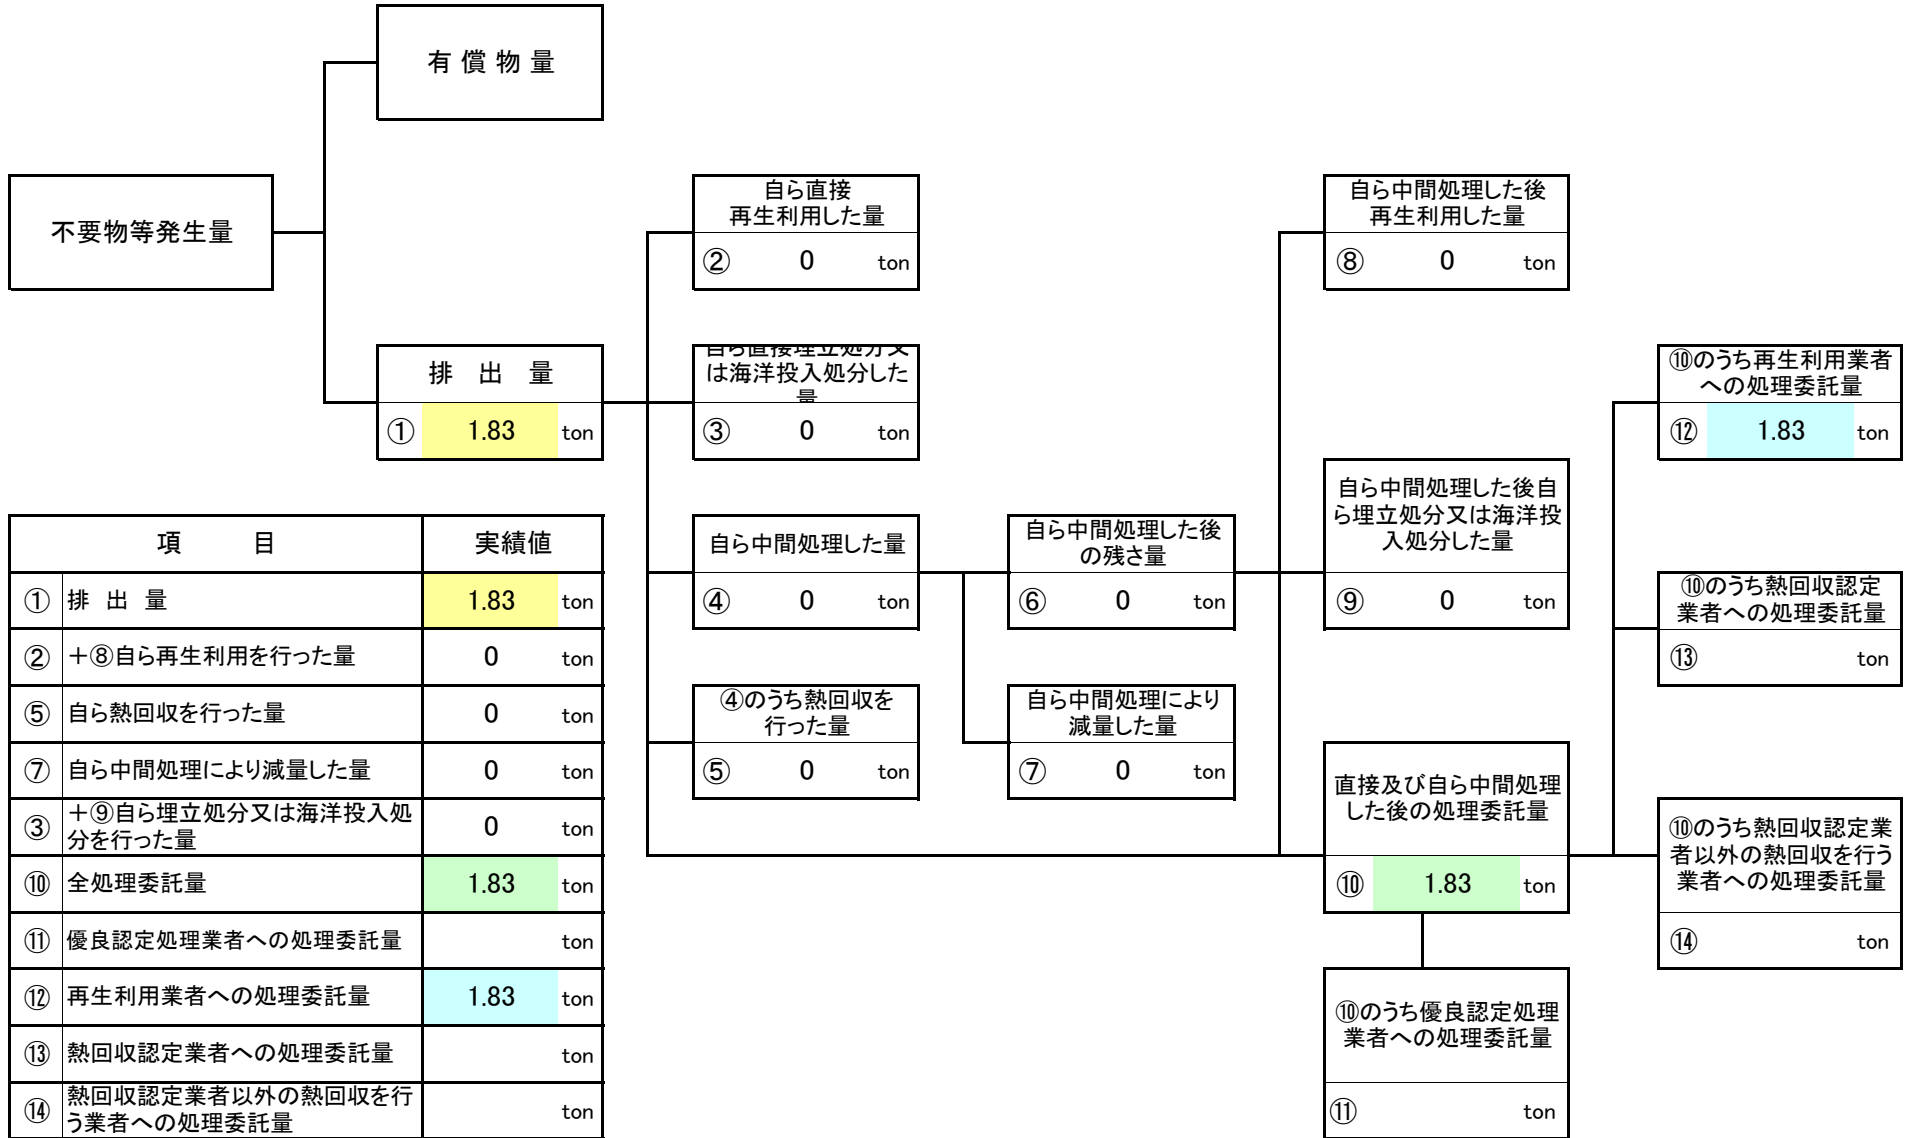 有償物量
不要物等発生量
自ら直接
再生利用した量
② 0 ton
自ら中間処理した後
再生利用した量
⑧ 0 ton
排出量
① 1.83 ton
自ら直接埋立処分又
は海洋投入処分した
量
③ 0 ton
⑩のうち再生利用業者
への処理委託量
⑫ 1.83 ton
自ら中間処理した後自
ら埋立処分又は海洋投
入処分した量
⑨ 0 ton
自ら中間処理した量
④ 0 ton
自ら中間処理した後
の残さ量
⑥ 0 ton
⑩のうち熱回収認定
業者への処理委託量
⑬ ton
④のうち熱回収を
行った量
⑤ 0 ton
自ら中間処理により
減量した量
⑦ 0 ton
直接及び自ら中間処理
した後の処理委託量
⑩ 1.83 ton
⑩のうち熱回収認定業
者以外の熱回収を行う
業者への処理委託量
⑭ ton
⑩のうち優良認定処理
業者への処理委託量
⑪ ton
項目 実績値
① 排出量 1.83 ton
② +⑧自ら再生利用を行った量 0 ton
⑤ 自ら熱回収を行った量 0 ton
⑦ 自ら中間処理により減量した量 0 ton
③ +⑨自ら埋立処分又は海洋投入処
分を行った量 0 ton
⑩ 全処理委託量 1.83 ton
⑪ 優良認定処理業者への処理委託量 ton
⑫ 再生利用業者への処理委託量 1.83 ton
⑬ 熱回収認定業者への処理委託量 ton
⑭ 熱回収認定業者以外の熱回収を行
う業者への処理委託量 ton